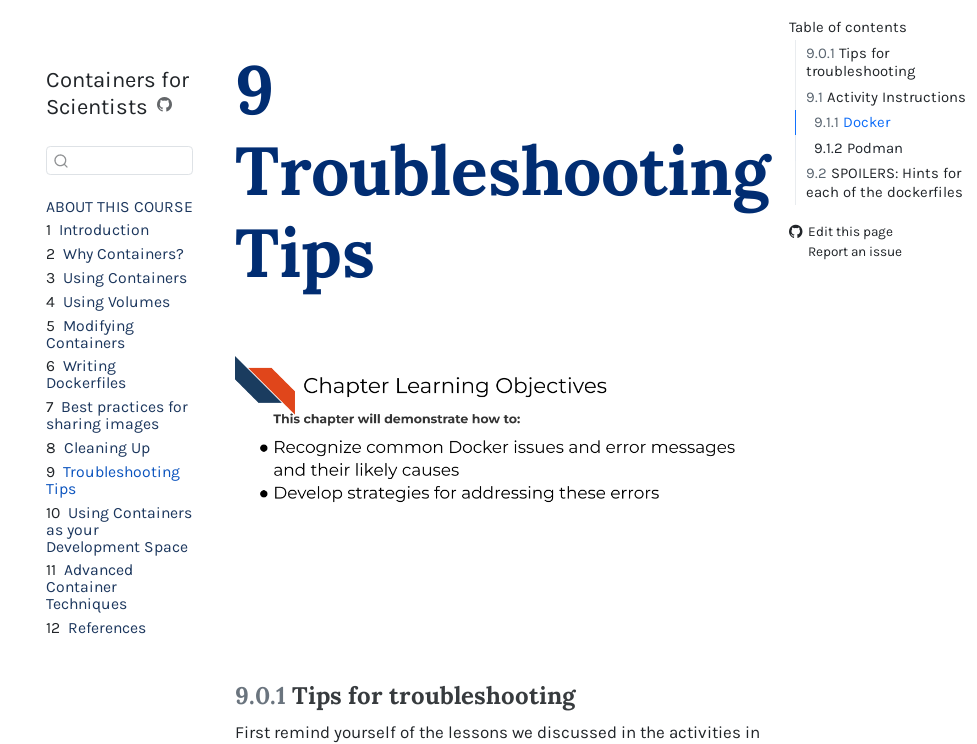 Containers for
Scientists
ABOUT THIS COURSE
1 Introduction
2 Why Containers?
3 Using Containers
4 Using Volumes
5 Modifying
Containers
6 Writing
Dockerfiles
7 Best practices for
sharing images
8 Cleaning Up
9 Troubleshooting
Tips
10 Using Containers
as your
Development Space
11 Advanced
Container
Techniques
12 References
9
Troubleshooting
Tips
Chapter Learning Objectives
This chapter will demonstrate how to:
● Recognize common Docker issues and error messages
and their likely causes
● Develop strategies for addressing these errors
9.0.1 Tips for troubleshooting
First remind yourself of the lessons we discussed in the activities in
Table of contents
9.0.1 Tips for
troubleshooting
9.1 Activity Instructions
9.1.1 Docker
9.1.2 Podman
9.2 SPOILERS: Hints for
each of the dockerfiles
Edit this page
Report an issue